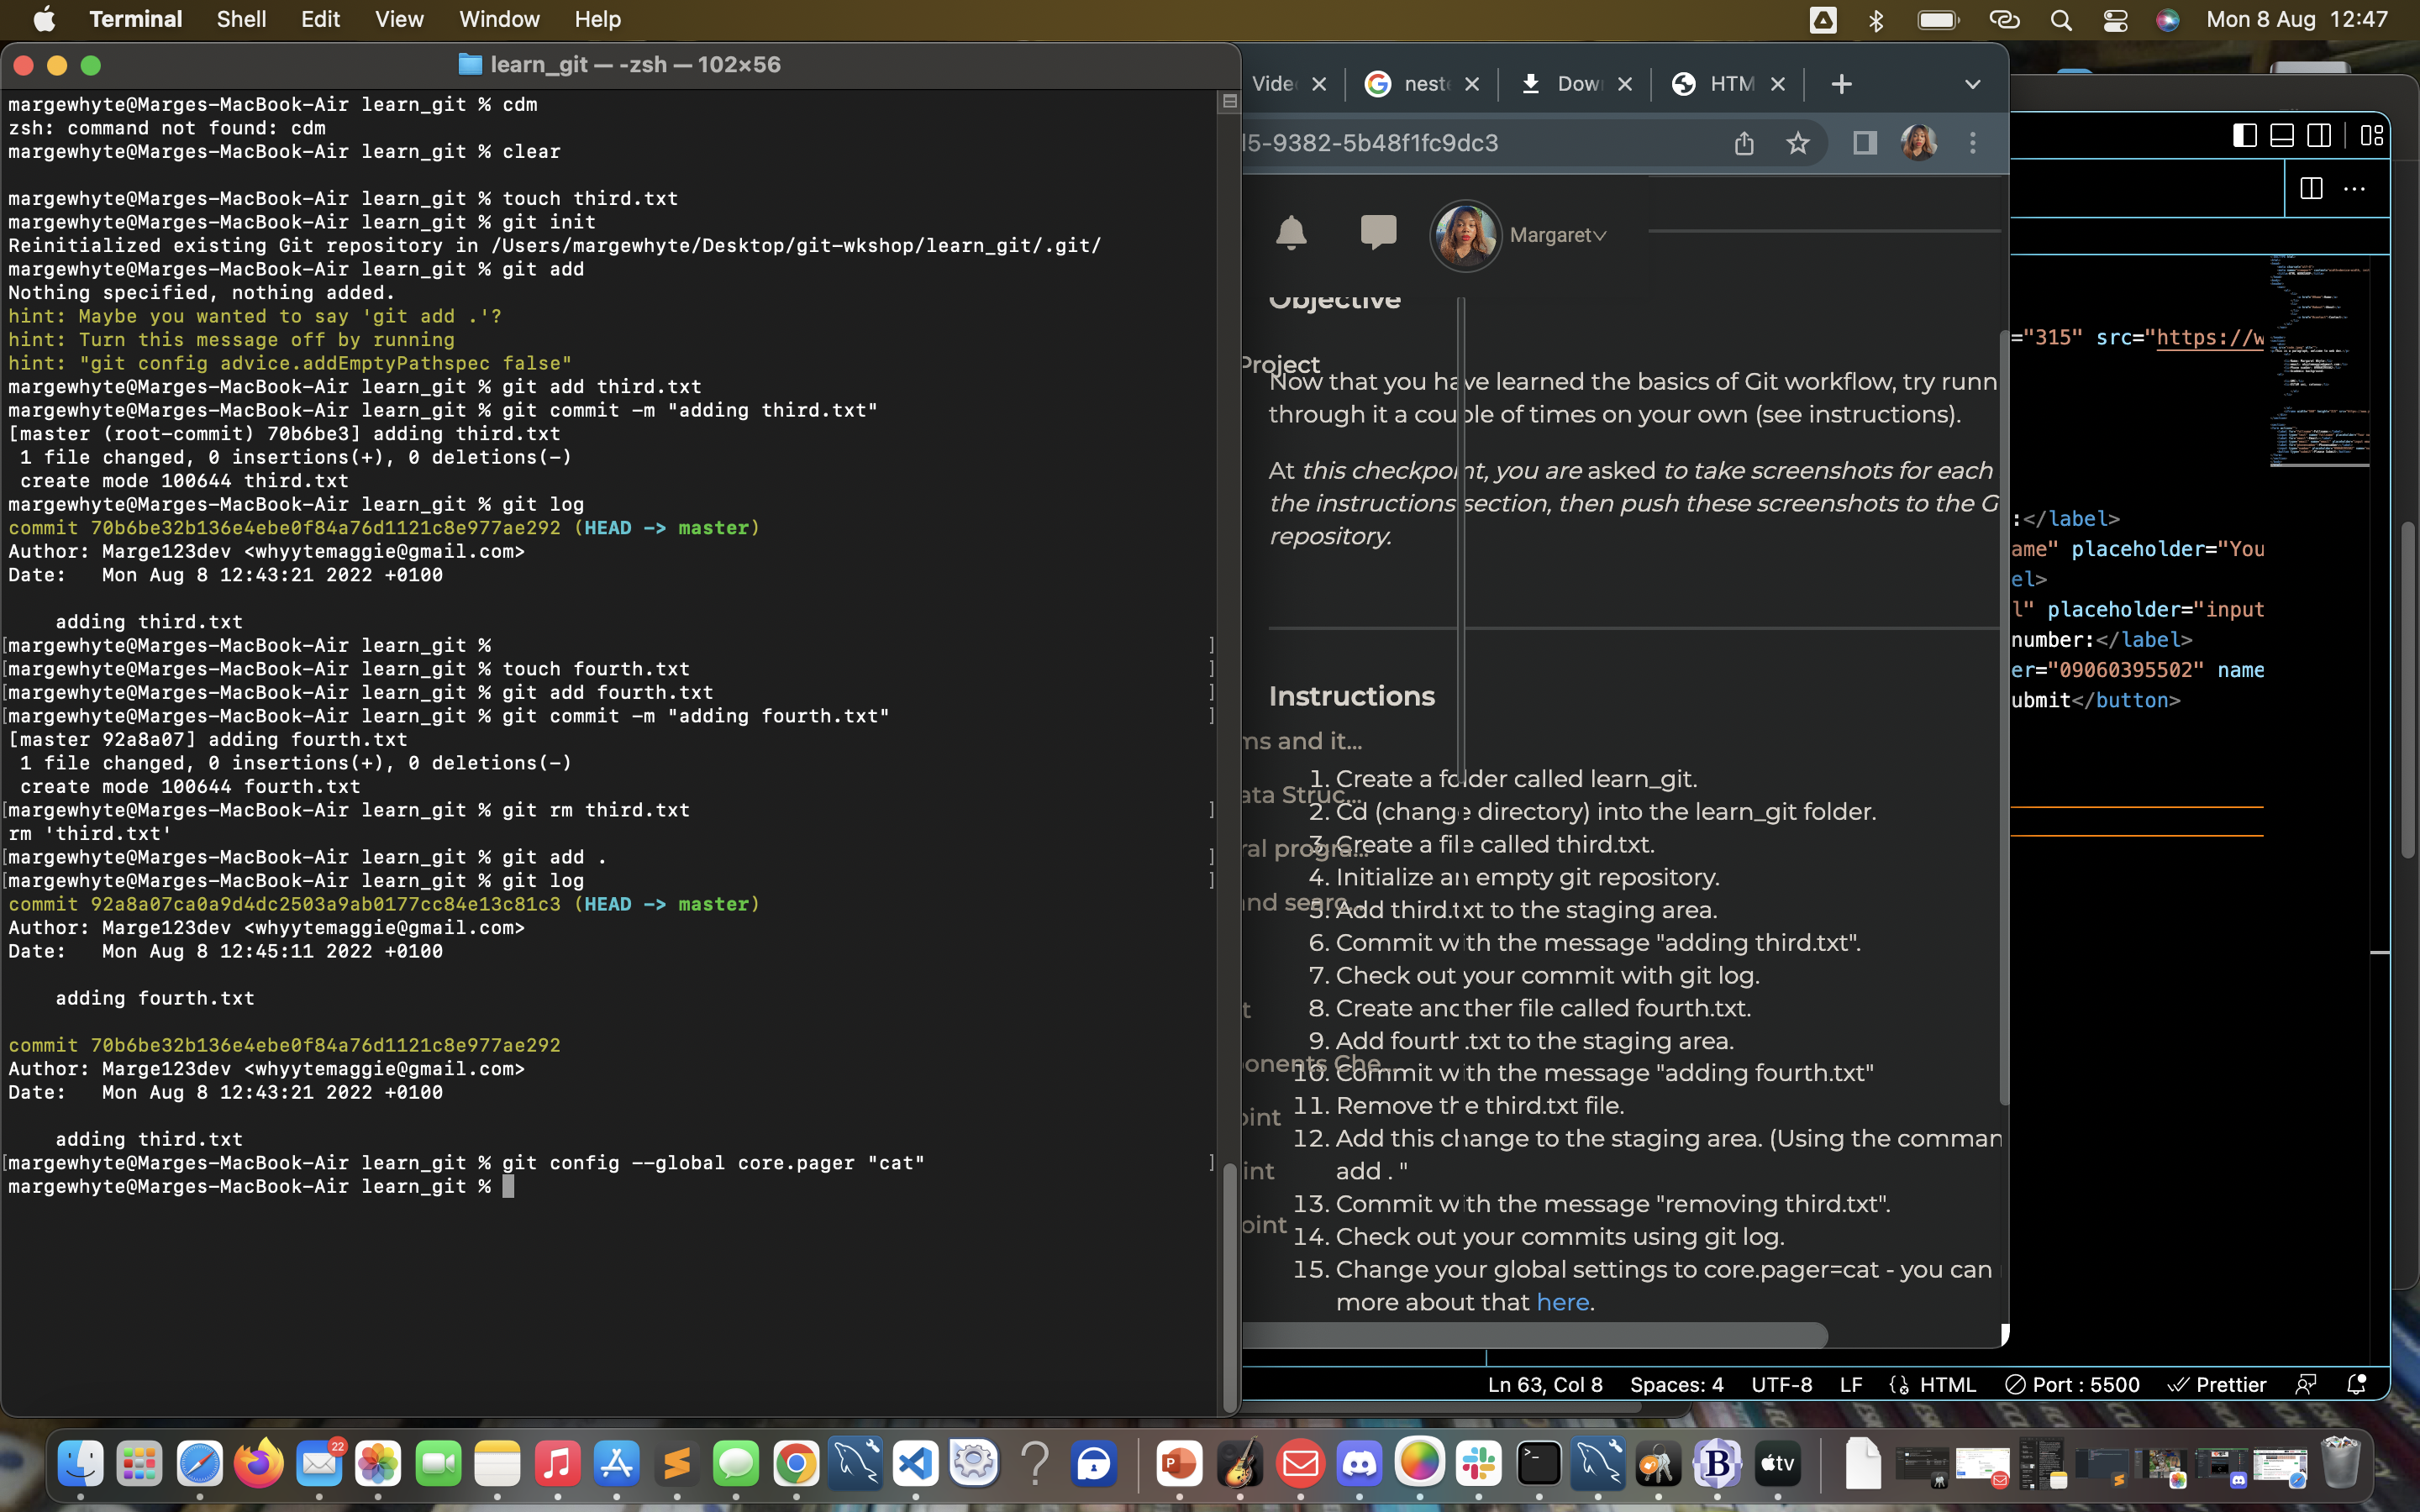 Terminal Shell Edit View Window Help
Mon 8 Aug 12:47
learn_git — -zsh — 102×56
margewhyte@Marges-MacBook-Air learn_git % cdm
zsh: command not found: cdm
margewhyte@Marges-MacBook-Air learn_git % clear
margewhyte@Marges-MacBook-Air learn_git % touch third.txt
margewhyte@Marges-MacBook-Air learn_git % git init
Reinitialized existing Git repository in /Users/margewhyte/Desktop/git-wkshop/learn_git/.git/
margewhyte@Marges-MacBook-Air learn_git % git add
Nothing specified, nothing added.
hint: Maybe you wanted to say 'git add .'?
hint: Turn this message off by running
hint: "git config advice.addEmptyPathspec false"
margewhyte@Marges-MacBook-Air learn_git % git add third.txt
margewhyte@Marges-MacBook-Air learn_git % git commit -m "adding third.txt"
[master (root-commit) 70b6be3] adding third.txt
1 file changed, 0 insertions(+), 0 deletions(-)
create mode 100644 third.txt
margewhyte@Marges-MacBook-Air learn_git % git log
commit 70b6be32b136e4ebe0f84a76d1121c8e977ae292 (HEAD -> master)
Author: Marge123dev <whyytemaggie@gmail.com>
Date:   Mon Aug 8 12:43:21 2022 +0100
adding third.txt
[margewhyte@Marges-MacBook-Air learn_git % ]
[margewhyte@Marges-MacBook-Air learn_git % touch fourth.txt ]
[margewhyte@Marges-MacBook-Air learn_git % git add fourth.txt ]
[margewhyte@Marges-MacBook-Air learn_git % git commit -m "adding fourth.txt" ]
[master 92a8a07] adding fourth.txt
1 file changed, 0 insertions(+), 0 deletions(-)
create mode 100644 fourth.txt
[margewhyte@Marges-MacBook-Air learn_git % git rm third.txt ]
rm 'third.txt'
[margewhyte@Marges-MacBook-Air learn_git % git add . ]
[margewhyte@Marges-MacBook-Air learn_git % git log ]
commit 92a8a07ca0a9d4dc2503a9ab0177cc84e13c81c3 (HEAD -> master)
Author: Marge123dev <whyytemaggie@gmail.com>
Date:   Mon Aug 8 12:45:11 2022 +0100
adding fourth.txt
commit 70b6be32b136e4ebe0f84a76d1121c8e977ae292
Author: Marge123dev <whyytemaggie@gmail.com>
Date:   Mon Aug 8 12:43:21 2022 +0100
adding third.txt
[margewhyte@Marges-MacBook-Air learn_git % git config --global core.pager "cat" ]
margewhyte@Marges-MacBook-Air learn_git %
Vide neste Dow HTM
l5-9382-5b48f1fc9dc3
Margaret
Objective
Project
Now that you have learned the basics of Git workflow, try runn
through it a couple of times on your own (see instructions).
At this checkpoint, you are asked to take screenshots for each
the instructions section, then push these screenshots to the G
repository.
Instructions
ms and it...
ata Struc...
ral progra...
nd searc...
t
onents Che...
oint
int
oint
1. Create a folder called learn_git.
2. Cd (change directory) into the learn_git folder.
3. Create a file called third.txt.
4. Initialize an empty git repository.
5. Add third.txt to the staging area.
6. Commit with the message "adding third.txt".
7. Check out your commit with git log.
8. Create another file called fourth.txt.
9. Add fourth.txt to the staging area.
10. Commit with the message "adding fourth.txt"
11. Remove the third.txt file.
12. Add this change to the staging area. (Using the comman
add . "
13. Commit with the message "removing third.txt".
14. Check out your commits using git log.
15. Change your global settings to core.pager=cat - you can
more about that here.
="315" src="https://w
:</label>
ame" placeholder="You
el>
l" placeholder="input
number:</label>
er="09060395502" name
ubmit</button>
Ln 63, Col 8 Spaces: 4 UTF-8 LF HTML Port : 5500 Prettier
22
tv